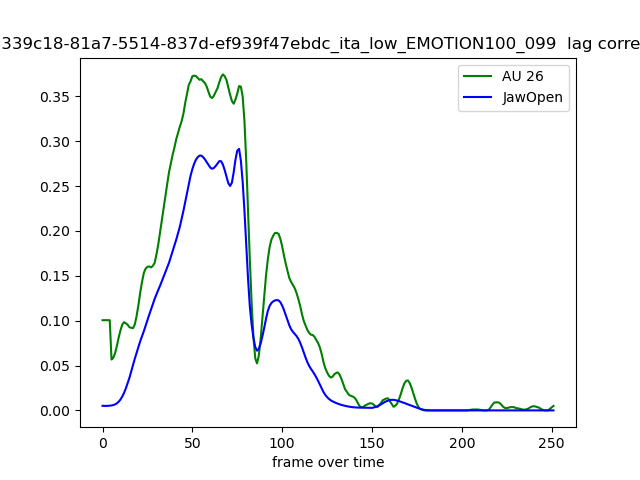 339c18-81a7-5514-837d-ef939f47ebdc_ita_low_EMOTION100_099 lag corre
AU 26
JawOpen
0.35
0.30
0.25
0.20
0.15
0.10
0.05
0.00
0 50 100 150 200 250
frame over time